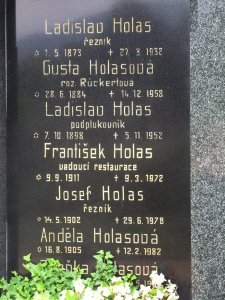 Ladislav Holas
řezník
* 1. 5. 1873 + 27. 3. 1932
Gusta Holasová
roz. Rückertová
* 28. 6. 1884 + 14. 12. 1958
Ladislav Holas
podplukovník
* 7. 10. 1898 + 5. 11. 1952
František Holas
vedoucí restaurace
* 9. 9. 1911 + 9. 3. 1972
Josef Holas
řezník
* 14. 5. 1902 + 29. 6. 1978
Anděla Holasová
* 16. 8. 1905 + 12. 2. 1982
Holasová